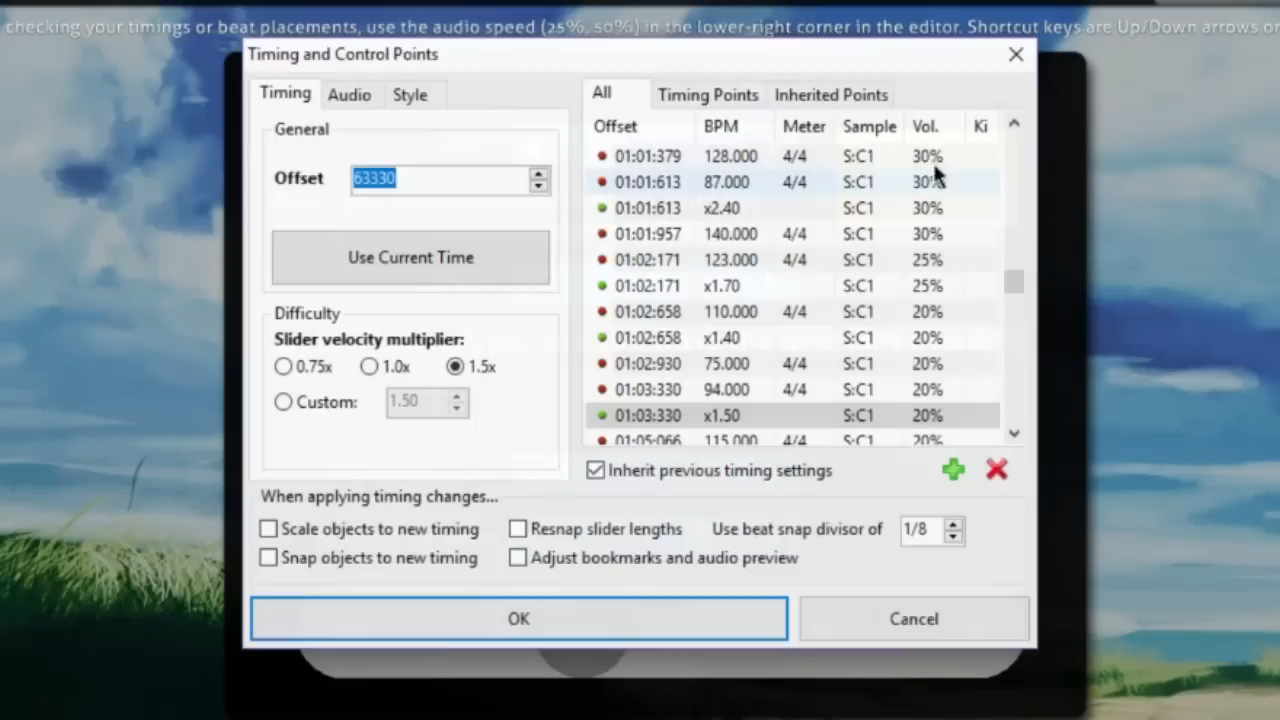 checking your timings or beat placements, use the audio speed (25%, 50%) in the lower-right corner in the editor. Shortcut keys are Up/Down arrows or
Timing and Control Points
Timing Audio Style
General
Offset 63330
Use Current Time
Difficulty
Slider velocity multiplier:
0.75x 1.0x 1.5x
Custom: 1.50
All Timing Points Inherited Points
Offset BPM Meter Sample Vol. Ki
01:01:379 128.000 4/4 S:C1 30%
01:01:613 87.000 4/4 S:C1 30%
01:01:613 x2.40 S:C1 30%
01:01:957 140.000 4/4 S:C1 30%
01:02:171 123.000 4/4 S:C1 25%
01:02:171 x1.70 S:C1 25%
01:02:658 110.000 4/4 S:C1 20%
01:02:658 x1.40 S:C1 20%
01:02:930 75.000 4/4 S:C1 20%
01:03:330 94.000 4/4 S:C1 20%
01:03:330 x1.50 S:C1 20%
01:05:066 115.000 4/4 S:C1 20%
Inherit previous timing settings
When applying timing changes...
Scale objects to new timing Resnap slider lengths Use beat snap divisor of 1/8
Snap objects to new timing Adjust bookmarks and audio preview
OK Cancel